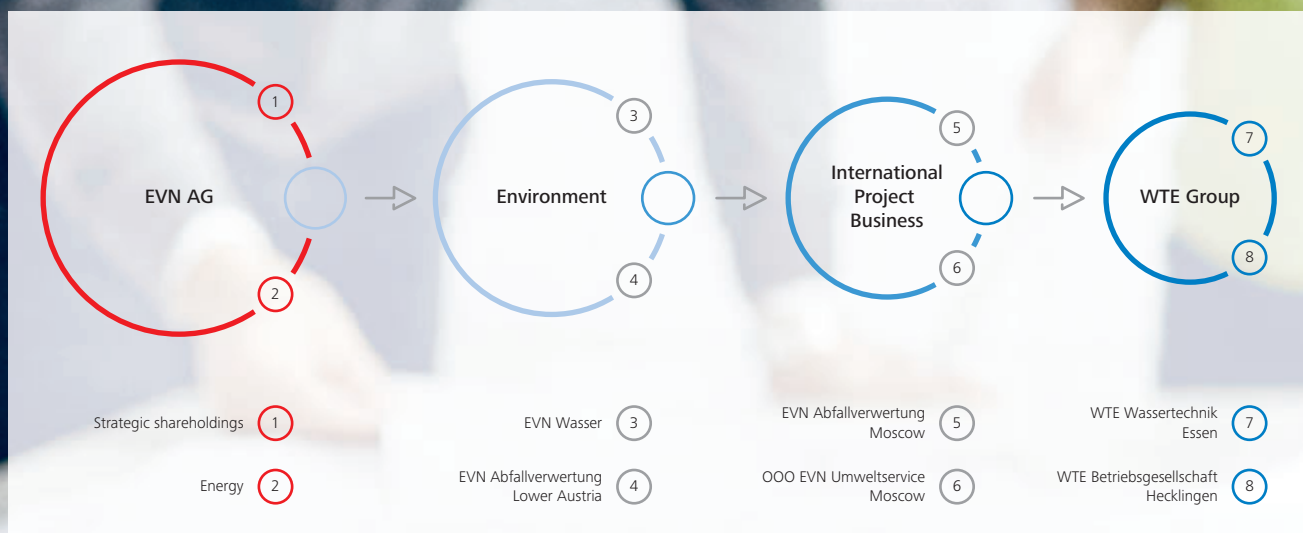 1
3
5
7
EVN AG
Environment
International
Project
Business
WTE Group
2
4
6
8
Strategic shareholdings 1
EVN Wasser 3
EVN Abfallverwertung
Moscow 5
WTE Wassertechnik
Essen 7
Energy 2
EVN Abfallverwertung
Lower Austria 4
OOO EVN Umweltservice
Moscow 6
WTE Betriebsgesellschaft
Hecklingen 8